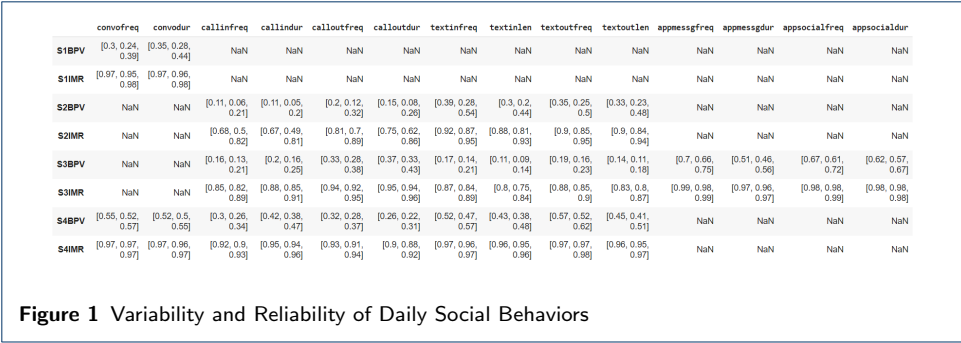 convofreq convodur callinfreq callindur calloutfreq calloutdur textinfreq textinlen textoutfreq textoutlen appmessgfreq appmessgdur appsocialfreq appsocialdur
S1BPV [0.3, 0.24, 0.39] [0.35, 0.28, 0.44] NaN NaN NaN NaN NaN NaN NaN NaN NaN NaN NaN NaN
S1IMR [0.97, 0.95, 0.98] [0.97, 0.96, 0.98] NaN NaN NaN NaN NaN NaN NaN NaN NaN NaN NaN NaN
S2BPV NaN NaN [0.11, 0.06, 0.21] [0.11, 0.05, 0.2] [0.2, 0.12, 0.32] [0.15, 0.08, 0.26] [0.39, 0.28, 0.54] [0.3, 0.2, 0.44] [0.35, 0.25, 0.5] [0.33, 0.23, 0.48] NaN NaN NaN NaN
S2IMR NaN NaN [0.68, 0.5, 0.82] [0.67, 0.49, 0.81] [0.81, 0.7, 0.89] [0.75, 0.62, 0.86] [0.92, 0.87, 0.95] [0.88, 0.81, 0.93] [0.9, 0.85, 0.95] [0.9, 0.84, 0.94] NaN NaN NaN NaN
S3BPV NaN NaN [0.16, 0.13, 0.21] [0.2, 0.16, 0.25] [0.33, 0.28, 0.38] [0.37, 0.33, 0.43] [0.17, 0.14, 0.21] [0.11, 0.09, 0.14] [0.19, 0.16, 0.23] [0.14, 0.11, 0.18] [0.7, 0.66, 0.75] [0.51, 0.46, 0.56] [0.67, 0.61, 0.72] [0.62, 0.57, 0.67]
S3IMR NaN NaN [0.85, 0.82, 0.89] [0.88, 0.85, 0.91] [0.94, 0.92, 0.95] [0.95, 0.94, 0.96] [0.87, 0.84, 0.89] [0.8, 0.75, 0.84] [0.88, 0.85, 0.9] [0.83, 0.8, 0.87] [0.99, 0.98, 0.99] [0.97, 0.96, 0.97] [0.98, 0.98, 0.99] [0.98, 0.98, 0.98]
S4BPV [0.55, 0.52, 0.57] [0.52, 0.5, 0.55] [0.3, 0.26, 0.34] [0.42, 0.38, 0.47] [0.32, 0.28, 0.37] [0.26, 0.22, 0.31] [0.52, 0.47, 0.57] [0.43, 0.38, 0.48] [0.57, 0.52, 0.62] [0.45, 0.41, 0.51] NaN NaN NaN NaN
S4IMR [0.97, 0.97, 0.97] [0.97, 0.96, 0.97] [0.92, 0.9, 0.93] [0.95, 0.94, 0.96] [0.93, 0.91, 0.94] [0.9, 0.88, 0.92] [0.97, 0.96, 0.97] [0.96, 0.95, 0.96] [0.97, 0.97, 0.98] [0.96, 0.95, 0.97] NaN NaN NaN NaN
Figure 1 Variability and Reliability of Daily Social Behaviors